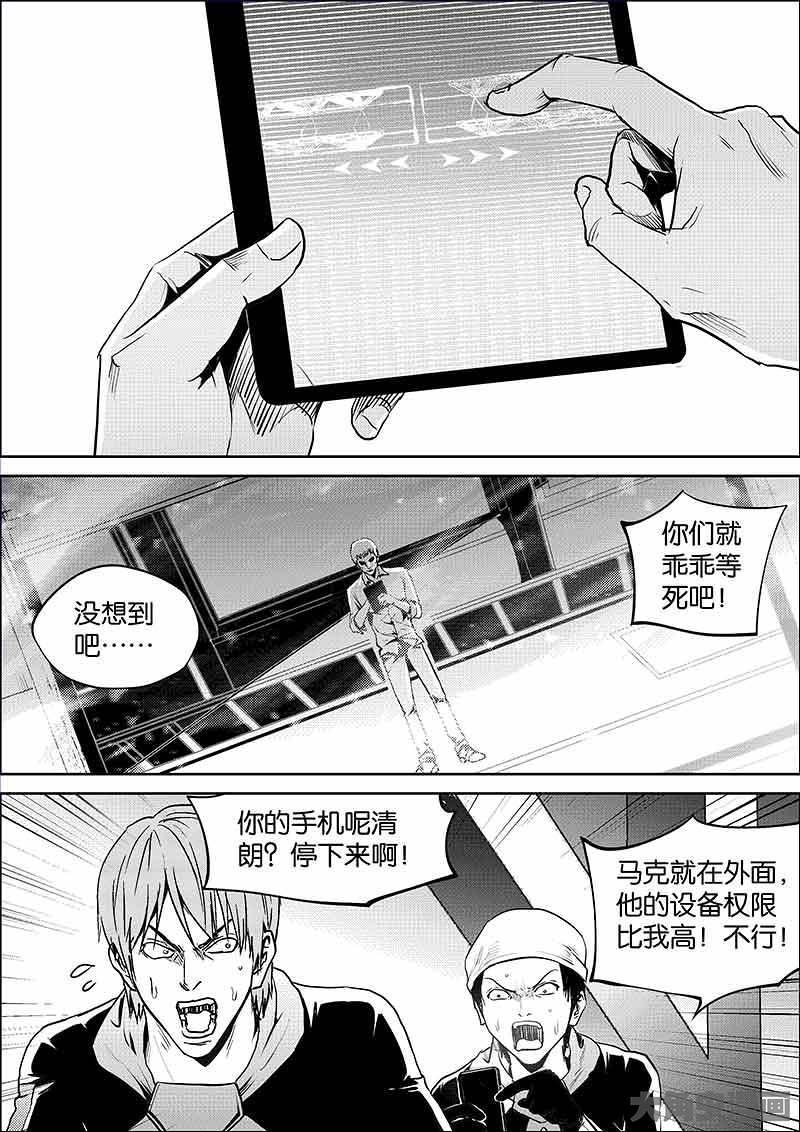 没想到
吧……
你们就
乖乖等
死吧！
你的手机呢清
朗？停下来啊！
马克就在外面，
他的设备权限
比我高！不行！